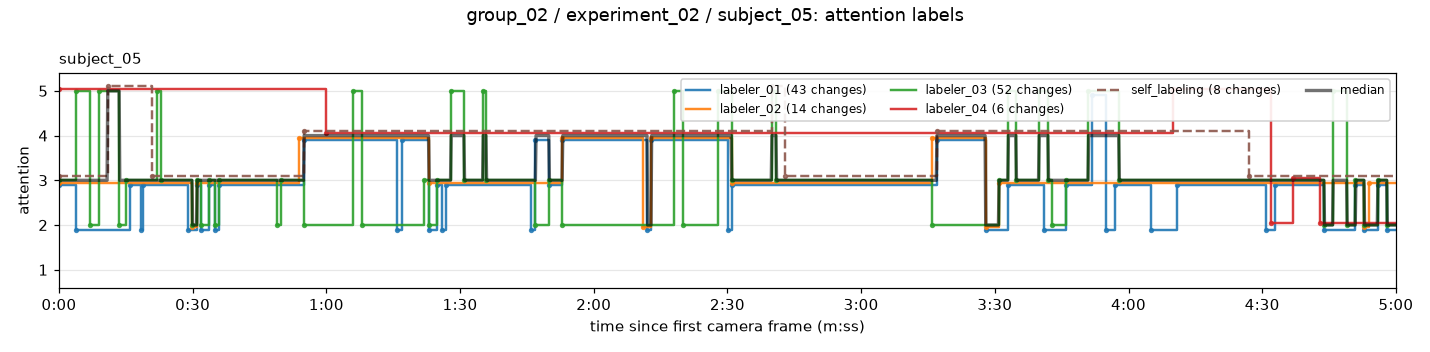 group_02 / experiment_02 / subject_05: attention labels
subject_05
labeler_01 (43 changes)
labeler_02 (14 changes)
labeler_03 (52 changes)
labeler_04 (6 changes)
self_labeling (8 changes)
median
attention
5
4
3
2
1
0:00 0:30 1:00 1:30 2:00 2:30 3:00 3:30 4:00 4:30 5:00
time since first camera frame (m:ss)